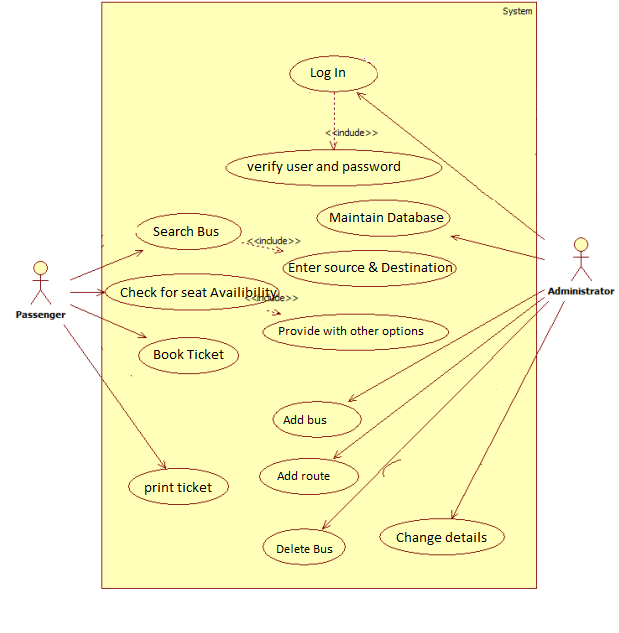 System
Log In
<<indude>>
verify user and password
Maintain Database
Search Bus
<<include>>
Enter source & Destination
Check for seat Availibility
<<include>>
Provide with other options
Passenger
Administrator
Book Ticket
Add bus
Add route
print ticket
Change details
Delete Bus